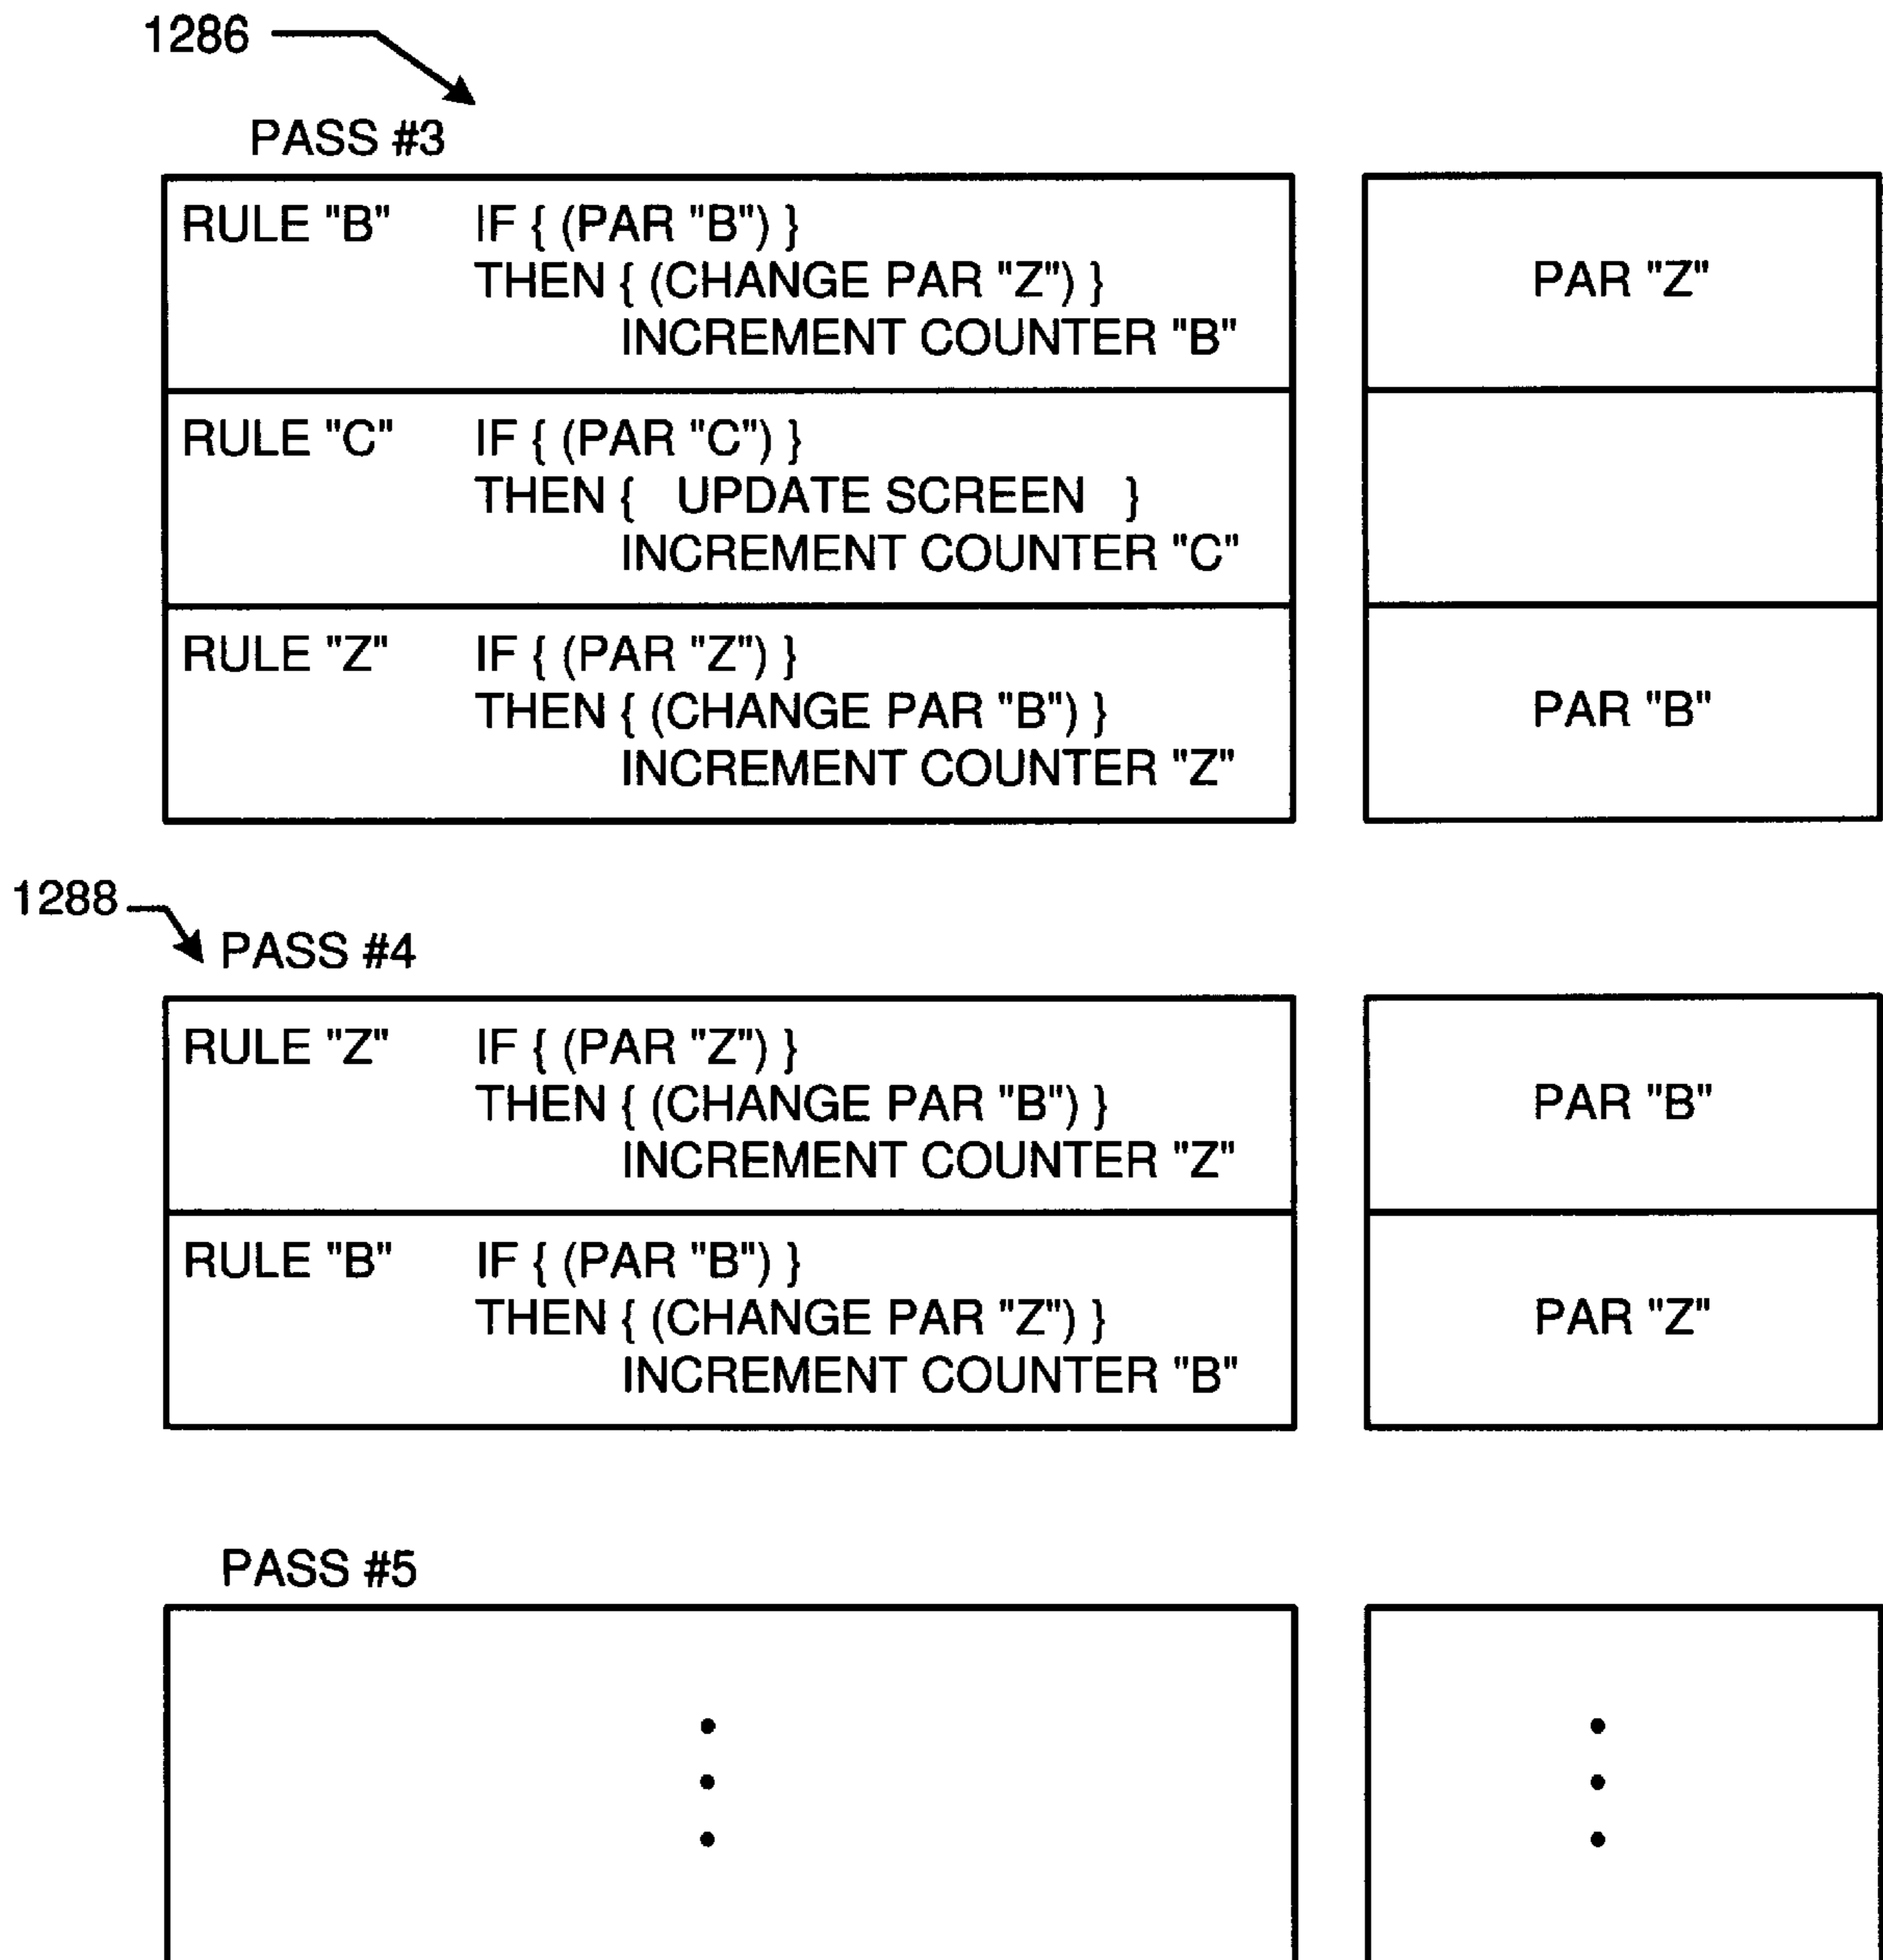 1286
PASS #3
RULE "B" IF { (PAR "B") }
THEN { (CHANGE PAR "Z") }
INCREMENT COUNTER "B"
PAR "Z"
RULE "C" IF { (PAR "C") }
THEN { UPDATE SCREEN }
INCREMENT COUNTER "C"
RULE "Z" IF { (PAR "Z") }
THEN { (CHANGE PAR "B") }
INCREMENT COUNTER "Z"
PAR "B"
1288
PASS #4
RULE "Z" IF { (PAR "Z") }
THEN { (CHANGE PAR "B") }
INCREMENT COUNTER "Z"
PAR "B"
RULE "B" IF { (PAR "B") }
THEN { (CHANGE PAR "Z") }
INCREMENT COUNTER "B"
PAR "Z"
PASS #5